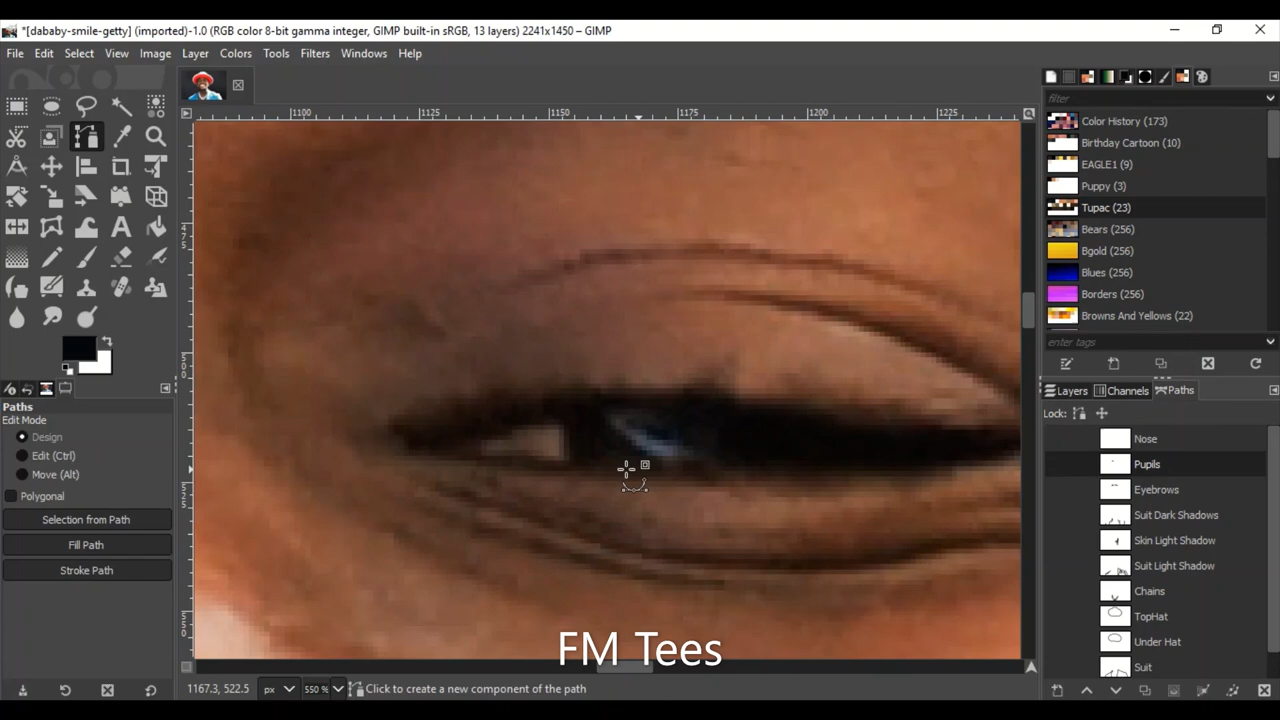 *[dababy-smile-getty] (imported)-1.0 (RGB color 8-bit gamma integer, GIMP built-in sRGB, 13 layers) 2241x1450 – GIMP
File Edit Select View Image Layer Colors Tools Filters Windows Help
1100 1125 1150 1175 1200 1225
475
500
525
550
filter
Color History (173)
Birthday Cartoon (10)
EAGLE1 (9)
Puppy (3)
Tupac (23)
Bears (256)
Bgold (256)
Blues (256)
Borders (256)
Browns And Yellows (22)
enter tags
Layers Channels Paths
Lock:
Nose
Pupils
Eyebrows
Suit Dark Shadows
Skin Light Shadow
Suit Light Shadow
Chains
TopHat
Under Hat
Suit
Paths
Edit Mode
Design
Edit (Ctrl)
Move (Alt)
Polygonal
Selection from Path
Fill Path
Stroke Path
FM Tees
1167.3, 522.5 px 550 % Click to create a new component of the path